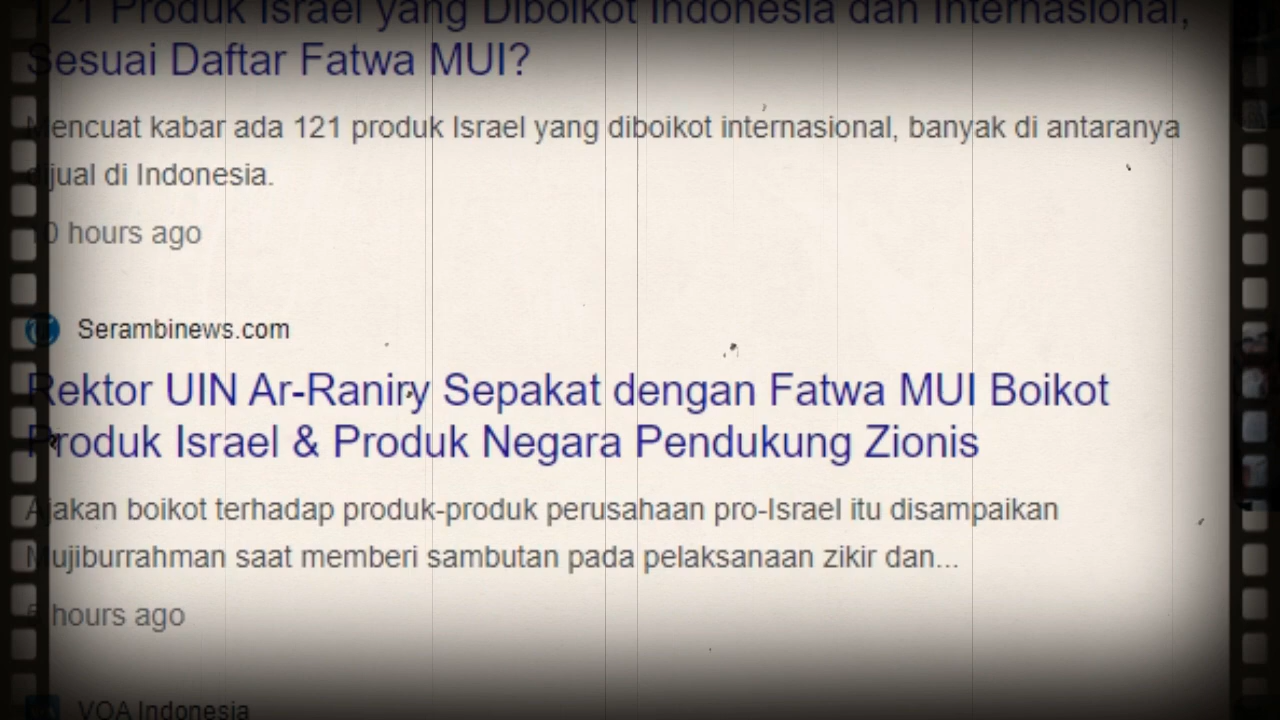 121 Produk Israel yang Diboikot Indonesia dan Internasional,
Sesuai Daftar Fatwa MUI?
Mencuat kabar ada 121 produk Israel yang diboikot internasional, banyak di antaranya
dijual di Indonesia.
10 hours ago
Serambinews.com
Rektor UIN Ar-Raniry Sepakat dengan Fatwa MUI Boikot
Produk Israel & Produk Negara Pendukung Zionis
Ajakan boikot terhadap produk-produk perusahaan pro-Israel itu disampaikan
Mujiburrahman saat memberi sambutan pada pelaksanaan zikir dan...
hours ago
VOA Indonesia